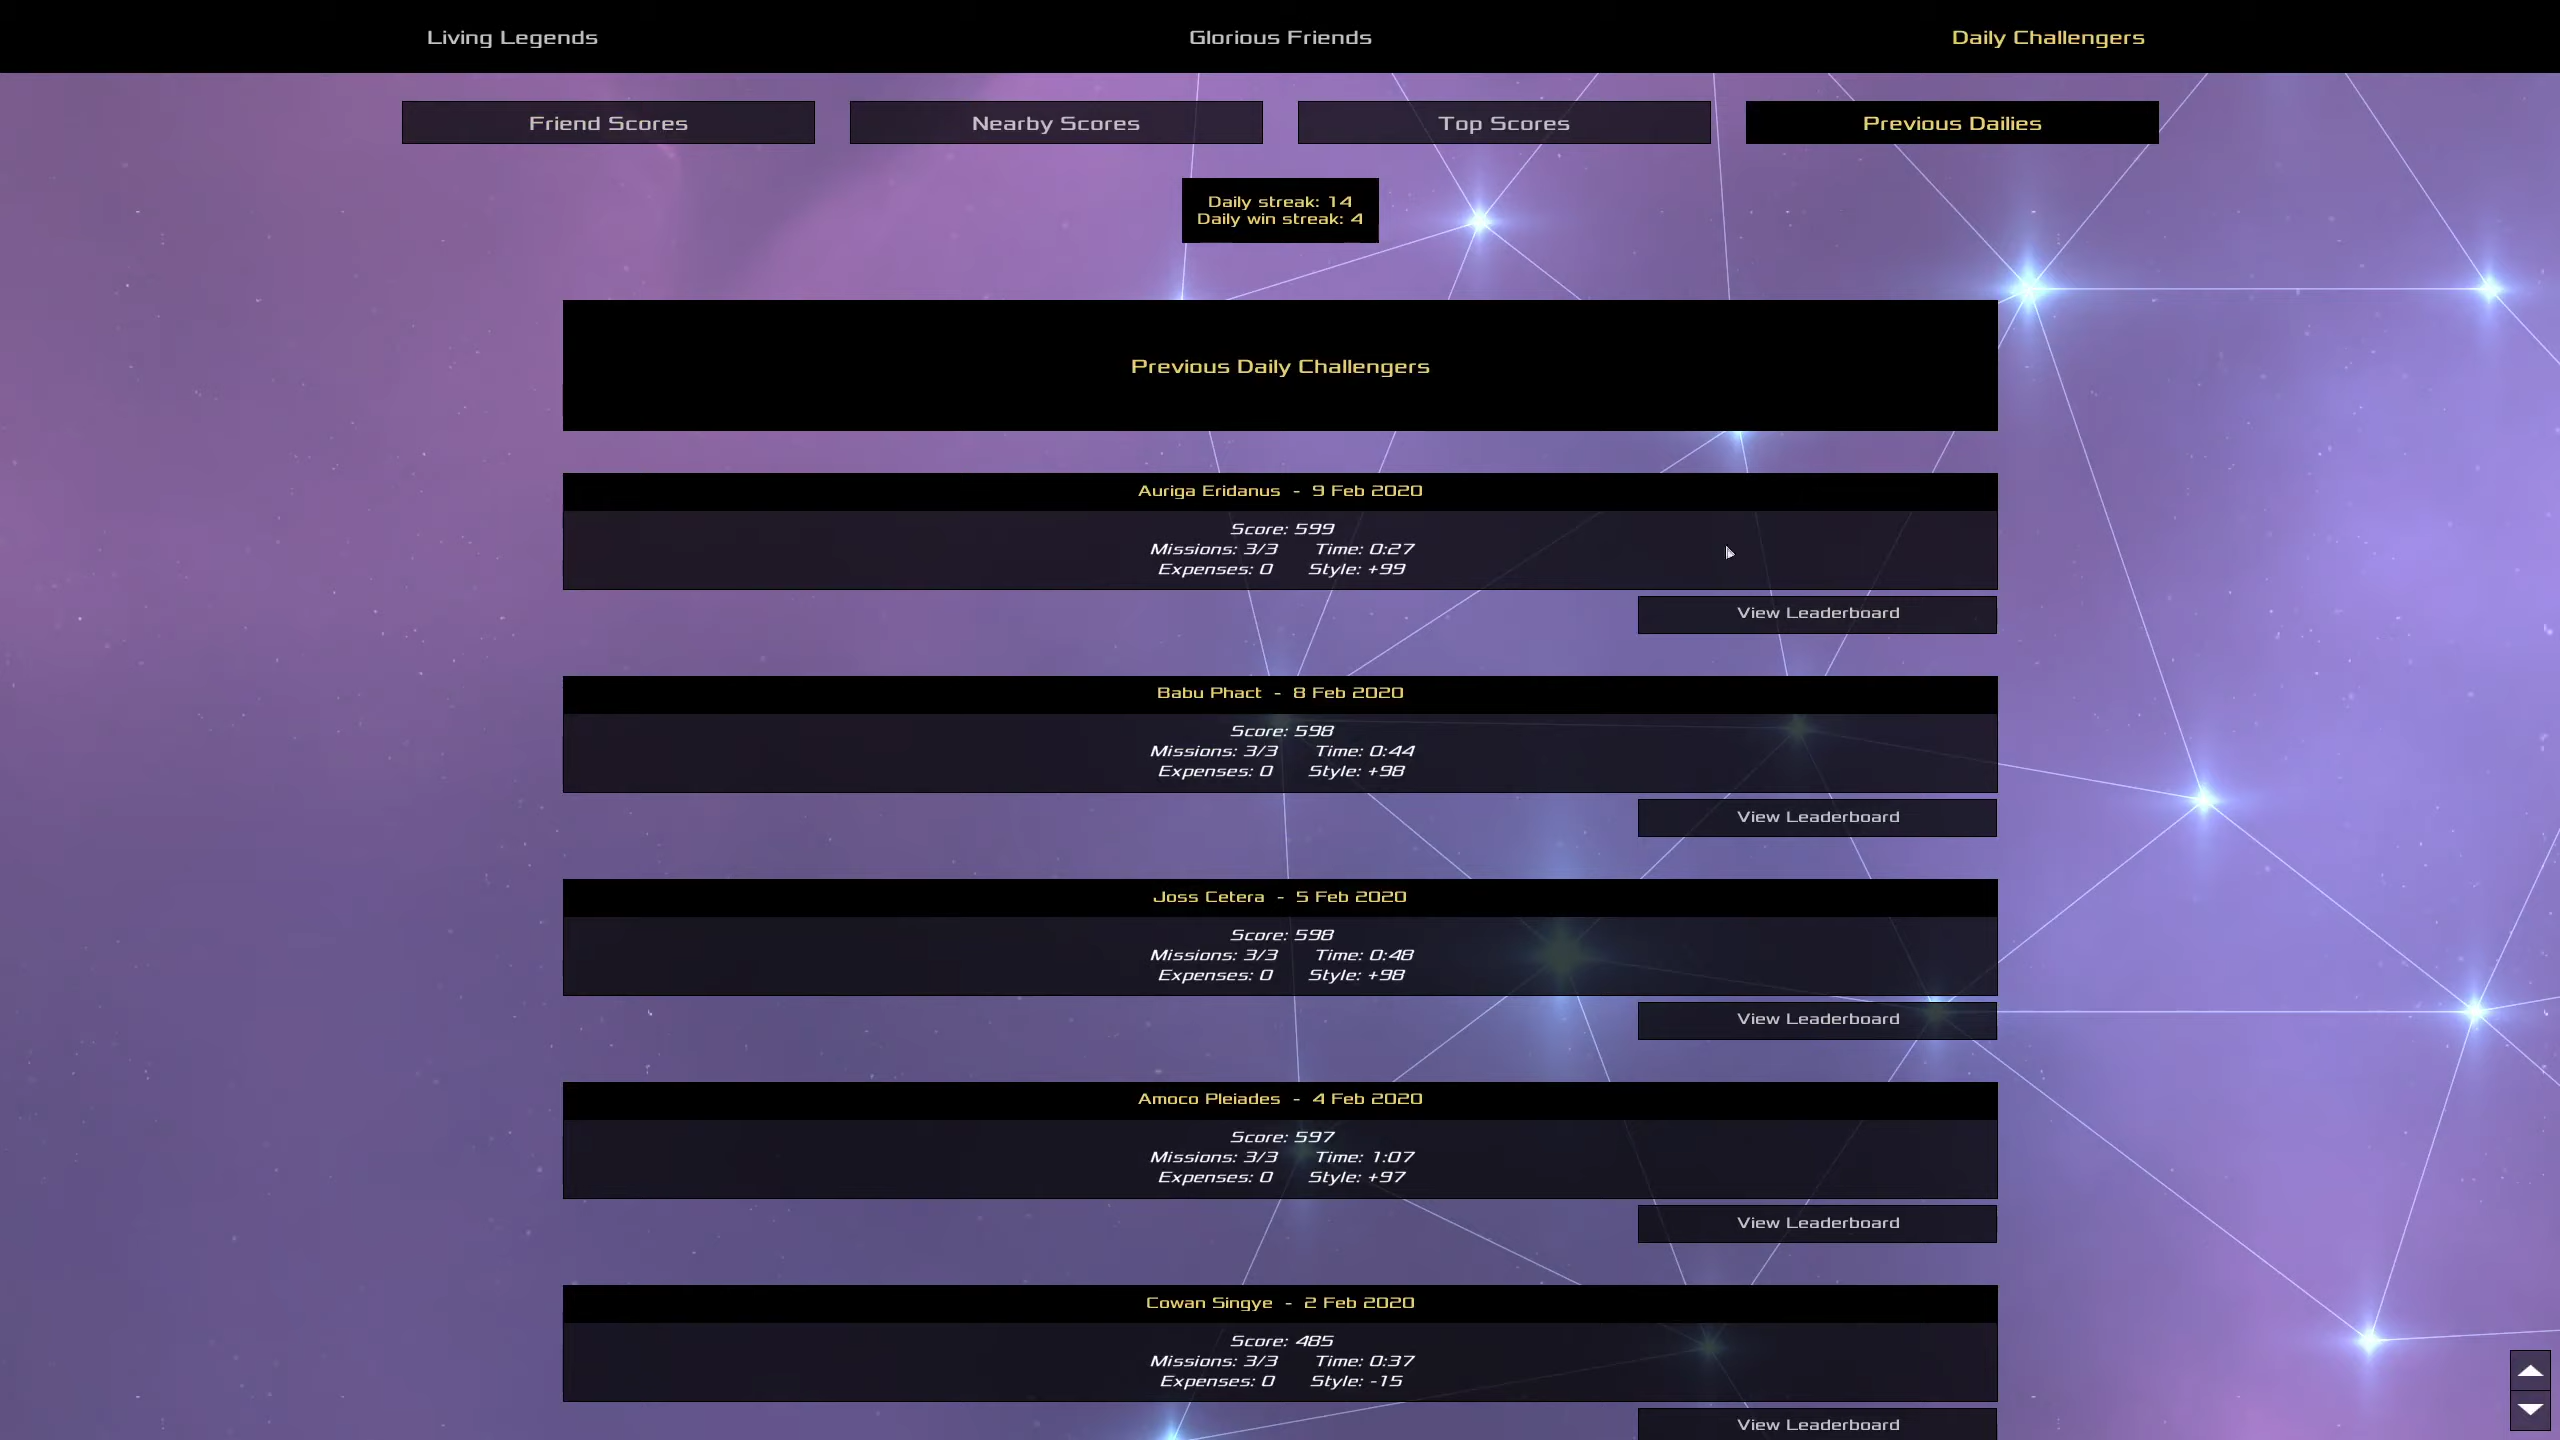 Living Legends
Glorious Friends
Daily Challengers
Friend Scores
Nearby Scores
Top Scores
Previous Dailies
Daily streak: 14
Daily win streak: 4
Previous Daily Challengers
Auriga Eridanus - 9 Feb 2020
Score: 599
Missions: 3/3 Time: 0:27
Expenses: 0 Style: +99
View Leaderboard
Babu Phact - 8 Feb 2020
Score: 598
Missions: 3/3 Time: 0:44
Expenses: 0 Style: +98
View Leaderboard
Joss Cetera - 5 Feb 2020
Score: 598
Missions: 3/3 Time: 0:48
Expenses: 0 Style: +98
View Leaderboard
Amoco Pleiades - 4 Feb 2020
Score: 597
Missions: 3/3 Time: 1:07
Expenses: 0 Style: +97
View Leaderboard
Cowan Singye - 2 Feb 2020
Score: 485
Missions: 3/3 Time: 0:37
Expenses: 0 Style: -15
View Leaderboard